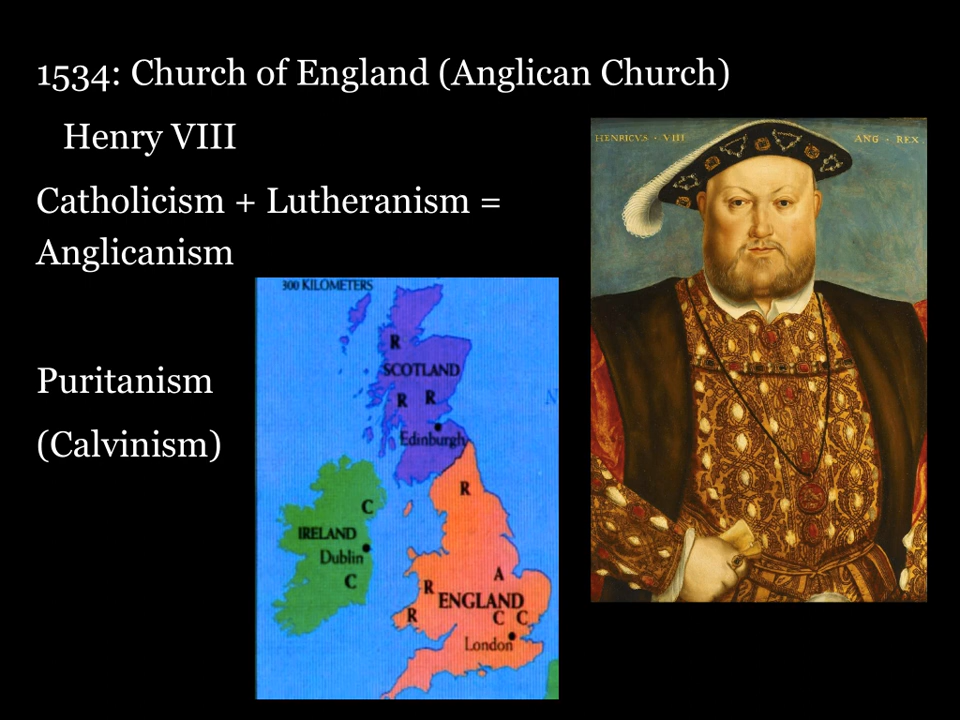 1534: Church of England (Anglican Church)
Henry VIII
Catholicism + Lutheranism =
Anglicanism
Puritanism
(Calvinism)
HENRICVS · VIII
ANG · REX
300 KILOMETERS
R
SCOTLAND
R R
Edinburgh
N
R
C
IRELAND
Dublin
C
A
R
ENGLAND
R
C C
London